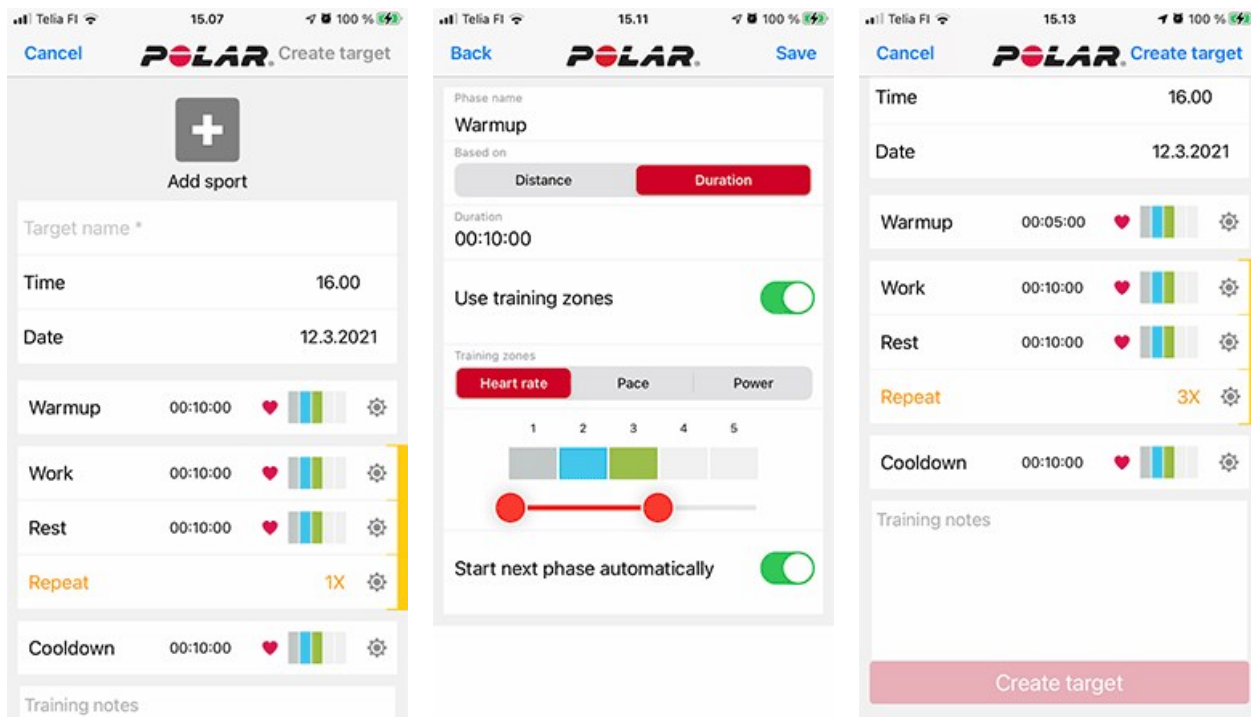 Telia FI 15.07 100 %
Cancel POLAR. Create target
Add sport
Target name *
Time 16.00
Date 12.3.2021
Warmup 00:10:00
Work 00:10:00
Rest 00:10:00
Repeat 1X
Cooldown 00:10:00
Training notes
Telia FI 15.11 100 %
Back POLAR. Save
Phase name
Warmup
Based on
Distance Duration
Duration
00:10:00
Use training zones
Training zones
Heart rate Pace Power
1 2 3 4 5
Start next phase automatically
Telia FI 15.13 100 %
Cancel POLAR. Create target
Time 16.00
Date 12.3.2021
Warmup 00:05:00
Work 00:10:00
Rest 00:10:00
Repeat 3X
Cooldown 00:10:00
Training notes
Create target